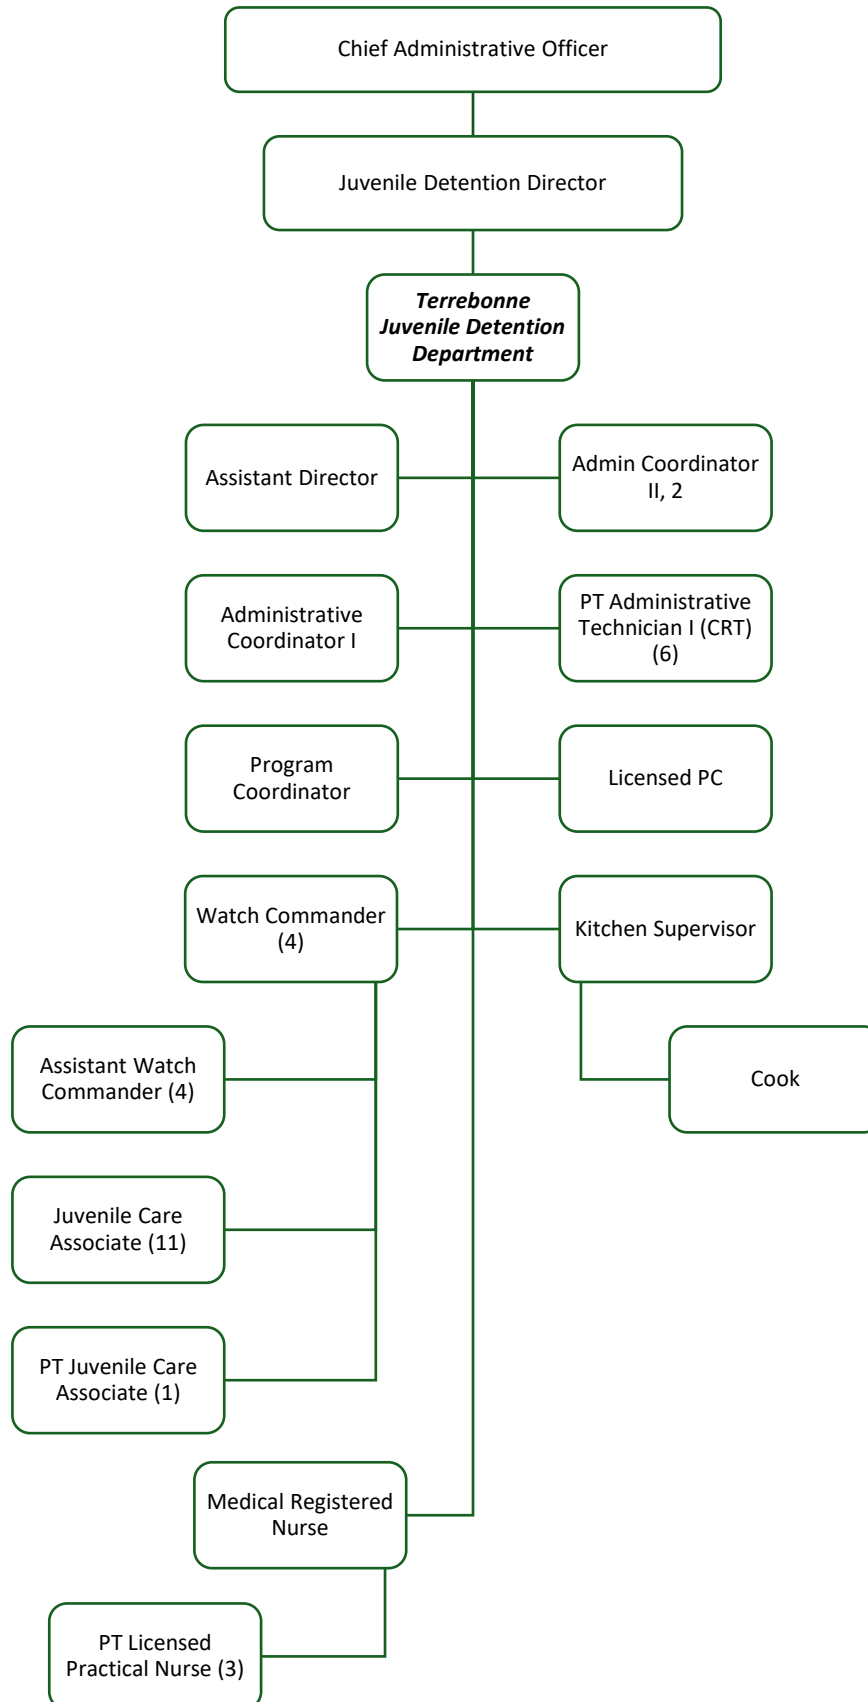 Chief Administrative Officer
Juvenile Detention Director
Terrebonne
Juvenile Detention
Department
Assistant Director
Admin Coordinator
II, 2
Administrative
Coordinator I
PT Administrative
Technician I (CRT)
(6)
Program
Coordinator
Licensed PC
Watch Commander
(4)
Kitchen Supervisor
Assistant Watch
Commander (4)
Cook
Juvenile Care
Associate (11)
PT Juvenile Care
Associate (1)
Medical Registered
Nurse
PT Licensed
Practical Nurse (3)